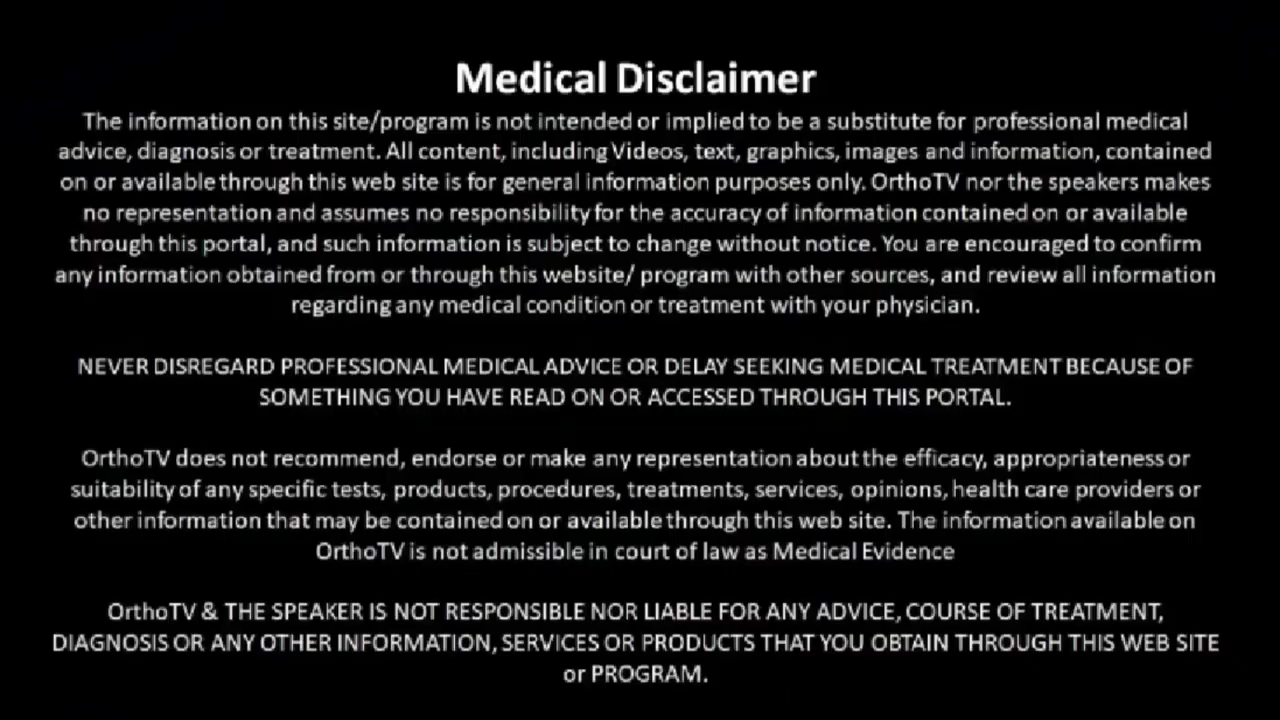 Medical Disclaimer
The information on this site/program is not intended or implied to be a substitute for professional medical
advice, diagnosis or treatment. All content, including Videos, text, graphics, images and information, contained
on or available through this web site is for general information purposes only. OrthoTV nor the speakers makes
no representation and assumes no responsibility for the accuracy of information contained on or available
through this portal, and such information is subject to change without notice. You are encouraged to confirm
any information obtained from or through this website/ program with other sources, and review all information
regarding any medical condition or treatment with your physician.
NEVER DISREGARD PROFESSIONAL MEDICAL ADVICE OR DELAY SEEKING MEDICAL TREATMENT BECAUSE OF
SOMETHING YOU HAVE READ ON OR ACCESSED THROUGH THIS PORTAL.
OrthoTV does not recommend, endorse or make any representation about the efficacy, appropriateness or
suitability of any specific tests, products, procedures, treatments, services, opinions, health care providers or
other information that may be contained on or available through this web site. The information available on
OrthoTV is not admissible in court of law as Medical Evidence
OrthoTV & THE SPEAKER IS NOT RESPONSIBLE NOR LIABLE FOR ANY ADVICE, COURSE OF TREATMENT,
DIAGNOSIS OR ANY OTHER INFORMATION, SERVICES OR PRODUCTS THAT YOU OBTAIN THROUGH THIS WEB SITE
or PROGRAM.